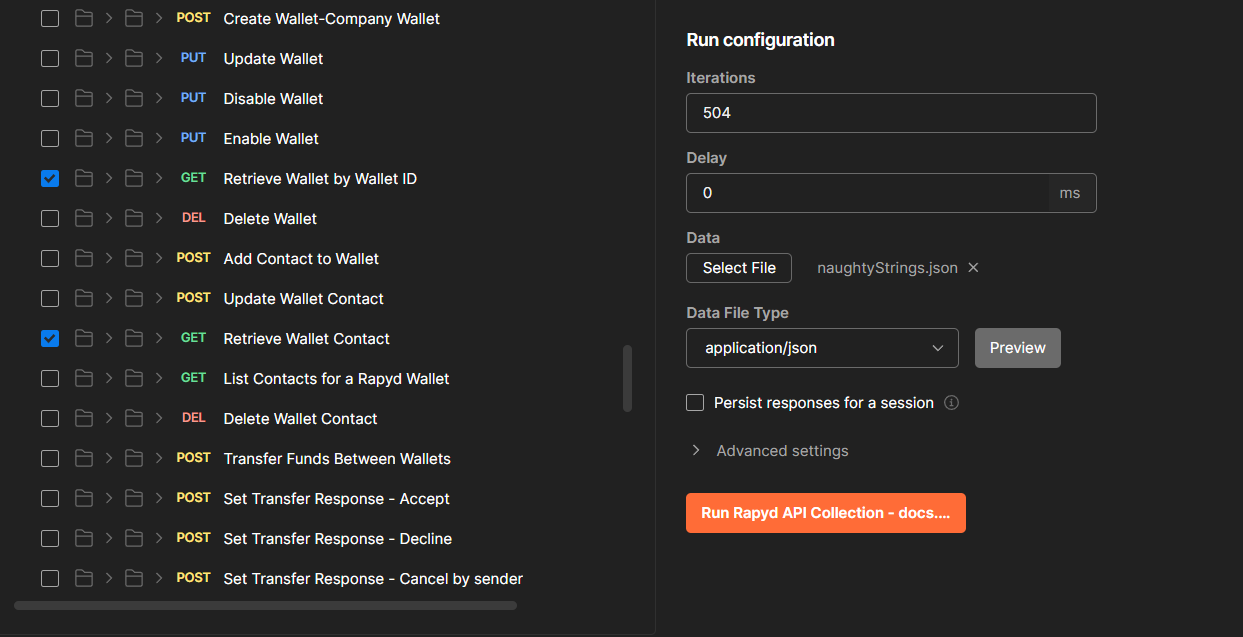 POST Create Wallet-Company Wallet
PUT Update Wallet
PUT Disable Wallet
PUT Enable Wallet
GET Retrieve Wallet by Wallet ID
DEL Delete Wallet
POST Add Contact to Wallet
POST Update Wallet Contact
GET Retrieve Wallet Contact
GET List Contacts for a Rapyd Wallet
DEL Delete Wallet Contact
POST Transfer Funds Between Wallets
POST Set Transfer Response - Accept
POST Set Transfer Response - Decline
POST Set Transfer Response - Cancel by sender
Run configuration
Iterations
504
Delay
0 ms
Data
Select File naughtyStrings.json
Data File Type
application/json Preview
Persist responses for a session
Advanced settings
Run Rapyd API Collection - docs....